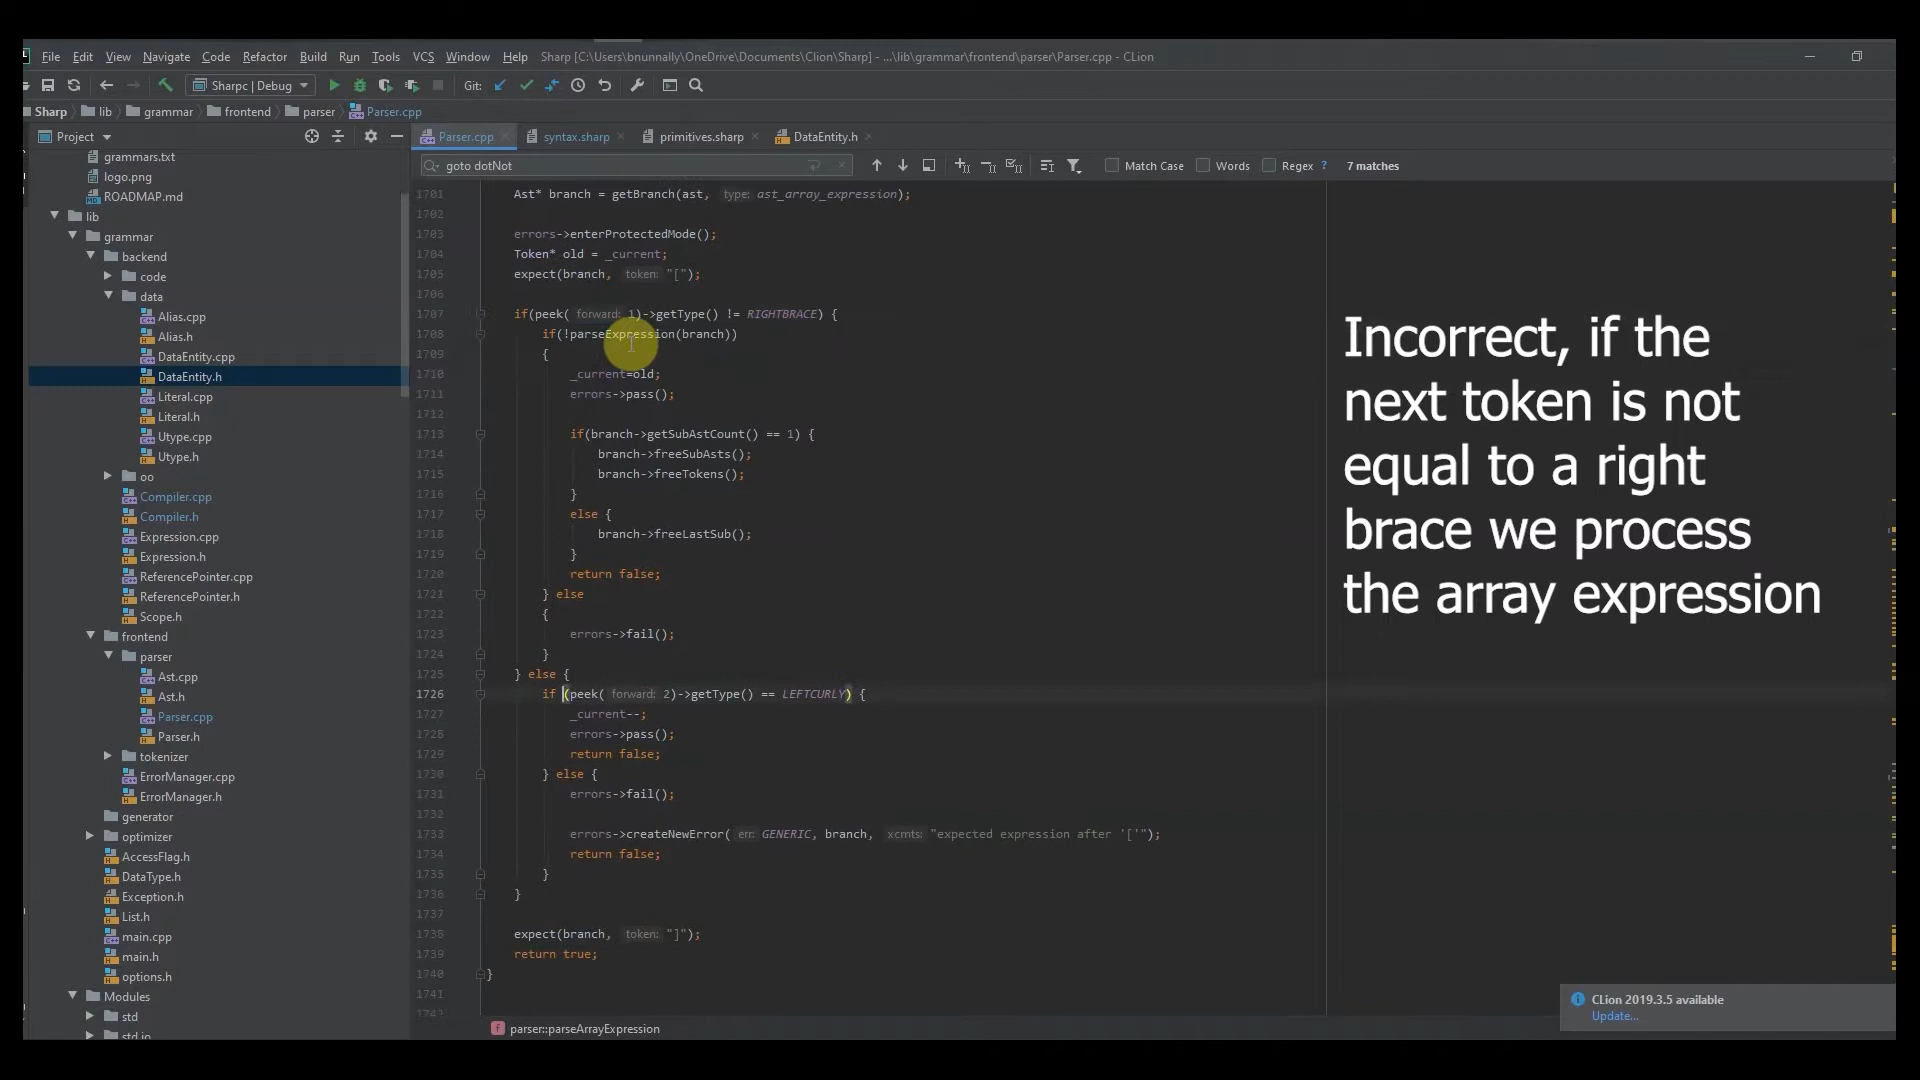 File Edit View Navigate Code Refactor Build Run Tools VCS Window Help Sharp [C:\Users\bnunnally\OneDrive\Documents\Clion\Sharp] - ...\lib\grammar\frontend\parser\Parser.cpp - CLion
Sharpc | Debug Git:
Sharp lib grammar frontend parser Parser.cpp
Project Parser.cpp syntax.sharp primitives.sharp DataEntity.h
goto dotNot Match Case Words Regex ? 7 matches
grammars.txt
logo.png
ROADMAP.md
lib
grammar
backend
code
data
Alias.cpp
Alias.h
DataEntity.cpp
DataEntity.h
Literal.cpp
Literal.h
Utype.cpp
Utype.h
oo
Compiler.cpp
Compiler.h
Expression.cpp
Expression.h
ReferencePointer.cpp
ReferencePointer.h
Scope.h
frontend
parser
Ast.cpp
Ast.h
Parser.cpp
Parser.h
tokenizer
ErrorManager.cpp
ErrorManager.h
generator
optimizer
AccessFlag.h
DataType.h
Exception.h
List.h
main.cpp
main.h
options.h
Modules
std
std.io
1701 Ast* branch = getBranch(ast, type: ast_array_expression);
1702
1703 errors->enterProtectedMode();
1704 Token* old = _current;
1705 expect(branch, token: "[");
1706
1707 if(peek( forward: 1)->getType() != RIGHTBRACE) {
1708 if(!parseExpression(branch))
1709 {
1710 _current=old;
1711 errors->pass();
1712
1713 if(branch->getSubAstCount() == 1) {
1714 branch->freeSubAsts();
1715 branch->freeTokens();
1716 }
1717 else {
1718 branch->freeLastSub();
1719 }
1720 return false;
1721 } else
1722 {
1723 errors->fail();
1724 }
1725 } else {
1726 if (peek( forward: 2)->getType() == LEFTCURLY) {
1727 _current--;
1728 errors->pass();
1729 return false;
1730 } else {
1731 errors->fail();
1732
1733 errors->createNewError( err: GENERIC, branch, xcmts: "expected expression after '['");
1734 return false;
1735 }
1736 }
1737
1738 expect(branch, token: "]");
1739 return true;
1740 }
1741
1742
parser::parseArrayExpression
Incorrect, if the
next token is not
equal to a right
brace we process
the array expression
CLion 2019.3.5 available
Update...